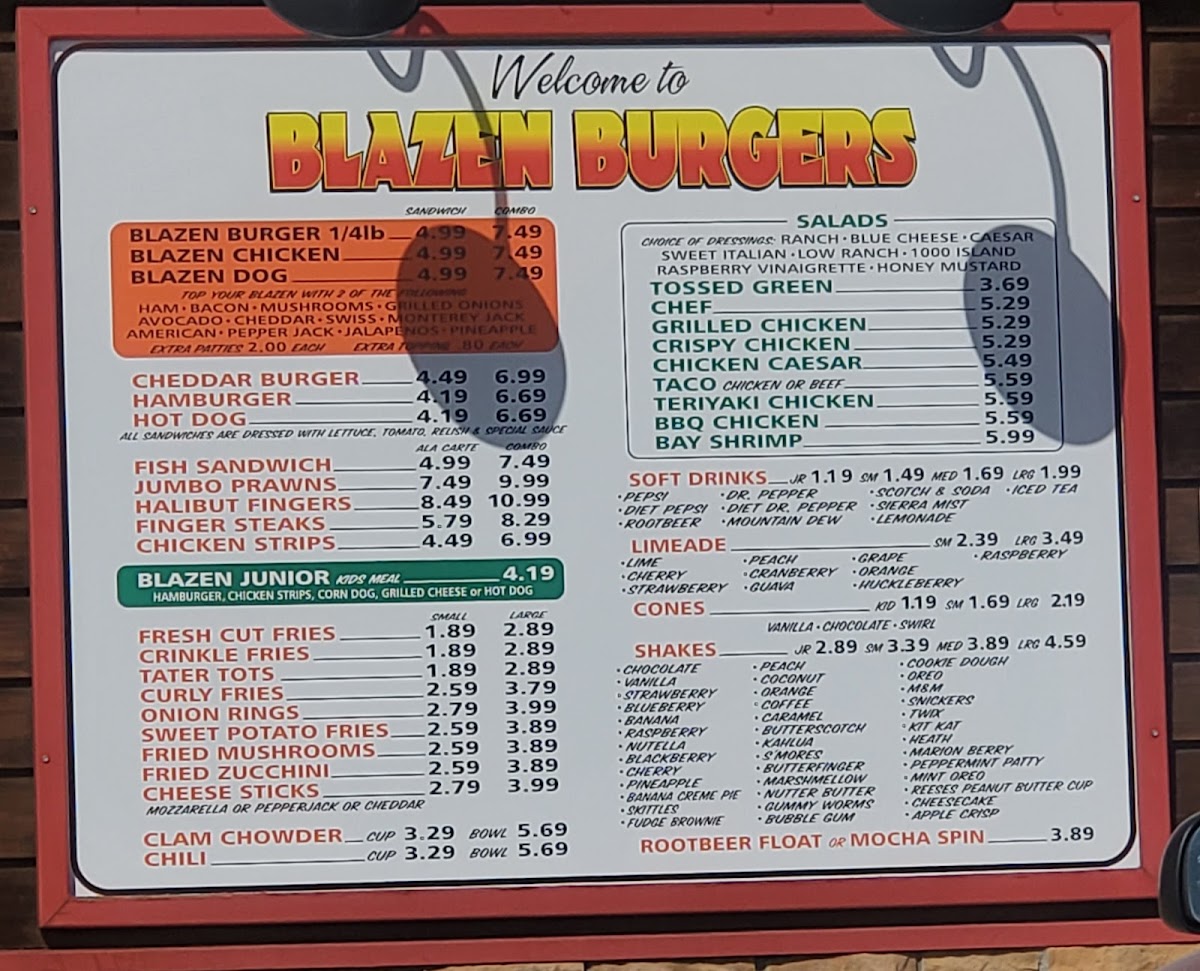 Welcome to
BLAZEN BURGERS
SANDWICH COMBO
BLAZEN BURGER 1/4lb 4.99 7.49
BLAZEN CHICKEN 4.99 7.49
BLAZEN DOG 4.99 7.49
TOP YOUR BLAZEN WITH 2 OF THE FOLLOWING
HAM • BACON • MUSHROOMS • GRILLED ONIONS
AVOCADO • CHEDDAR • SWISS • MONTEREY JACK
AMERICAN • PEPPER JACK • JALAPENOS • PINEAPPLE
EXTRA PATTIES 2.00 EACH EXTRA TOPPING .80 EACH
CHEDDAR BURGER 4.49 6.99
HAMBURGER 4.19 6.69
HOT DOG 4.19 6.69
ALL SANDWICHES ARE DRESSED WITH LETTUCE, TOMATO, RELISH & SPECIAL SAUCE
ALA CARTE COMBO
FISH SANDWICH 4.99 7.49
JUMBO PRAWNS 7.49 9.99
HALIBUT FINGERS 8.49 10.99
FINGER STEAKS 5.79 8.29
CHICKEN STRIPS 4.49 6.99
BLAZEN JUNIOR KIDS MEAL 4.19
HAMBURGER, CHICKEN STRIPS, CORN DOG, GRILLED CHEESE or HOT DOG
SMALL LARGE
FRESH CUT FRIES 1.89 2.89
CRINKLE FRIES 1.89 2.89
TATER TOTS 1.89 2.89
CURLY FRIES 2.59 3.79
ONION RINGS 2.79 3.99
SWEET POTATO FRIES 2.59 3.89
FRIED MUSHROOMS 2.59 3.89
FRIED ZUCCHINI 2.59 3.89
CHEESE STICKS 2.79 3.99
MOZZARELLA OR PEPPERJACK OR CHEDDAR
CLAM CHOWDER CUP 3.29 BOWL 5.69
CHILI CUP 3.29 BOWL 5.69
SALADS
CHOICE OF DRESSINGS: RANCH • BLUE CHEESE • CAESAR
SWEET ITALIAN • LOW RANCH • 1000 ISLAND
RASPBERRY VINAIGRETTE • HONEY MUSTARD
TOSSED GREEN 3.69
CHEF 5.29
GRILLED CHICKEN 5.29
CRISPY CHICKEN 5.29
CHICKEN CAESAR 5.49
TACO CHICKEN OR BEEF 5.59
TERIYAKI CHICKEN 5.59
BBQ CHICKEN 5.59
BAY SHRIMP 5.99
SOFT DRINKS JR 1.19 SM 1.49 MED 1.69 LRG 1.99
• PEPSI • DR. PEPPER • SCOTCH & SODA • ICED TEA
• DIET PEPSI • DIET DR. PEPPER • SIERRA MIST
• ROOTBEER • MOUNTAIN DEW • LEMONADE
LIMEADE SM 2.39 LRG 3.49
• LIME • PEACH • GRAPE • RASPBERRY
• CHERRY • CRANBERRY • ORANGE
• STRAWBERRY • GUAVA • HUCKLEBERRY
CONES KID 1.19 SM 1.69 LRG 2.19
VANILLA • CHOCOLATE • SWIRL
SHAKES JR 2.89 SM 3.39 MED 3.89 LRG 4.59
• CHOCOLATE • PEACH • COOKIE DOUGH
• VANILLA • COCONUT • OREO
• STRAWBERRY • ORANGE • M&M
• BLUEBERRY • COFFEE • SNICKERS
• BANANA • CARAMEL • TWIX
• RASPBERRY • BUTTERSCOTCH • KIT KAT
• NUTELLA • KAHLUA • HEATH
• BLACKBERRY • S'MORES • MARION BERRY
• CHERRY • BUTTERFINGER • PEPPERMINT PATTY
• PINEAPPLE • MARSHMELLOW • MINT OREO
• BANANA CREME PIE • NUTTER BUTTER • REESES PEANUT BUTTER CUP
• SKITTLES • GUMMY WORMS • CHEESECAKE
• FUDGE BROWNIE • BUBBLE GUM • APPLE CRISP
ROOTBEER FLOAT OR MOCHA SPIN 3.89